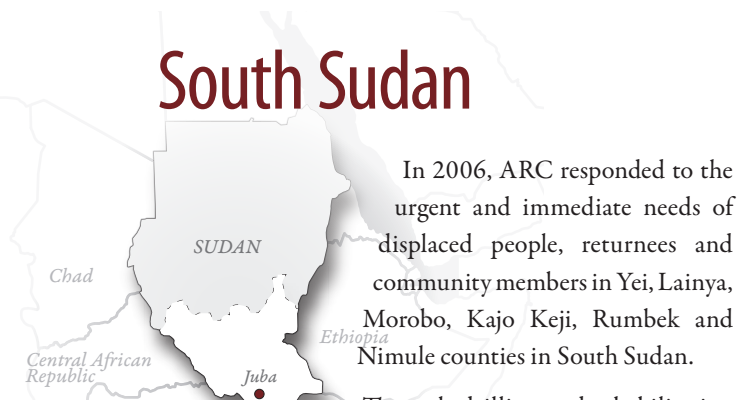 South Sudan
In 2006, ARC responded to the
urgent and immediate needs of
displaced people, returnees and
community members in Yei, Lainya,
Morobo, Kajo Keji, Rumbek and
Nimule counties in South Sudan.
SUDAN
Chad
Ethiopia
Central African
Republic
Juba